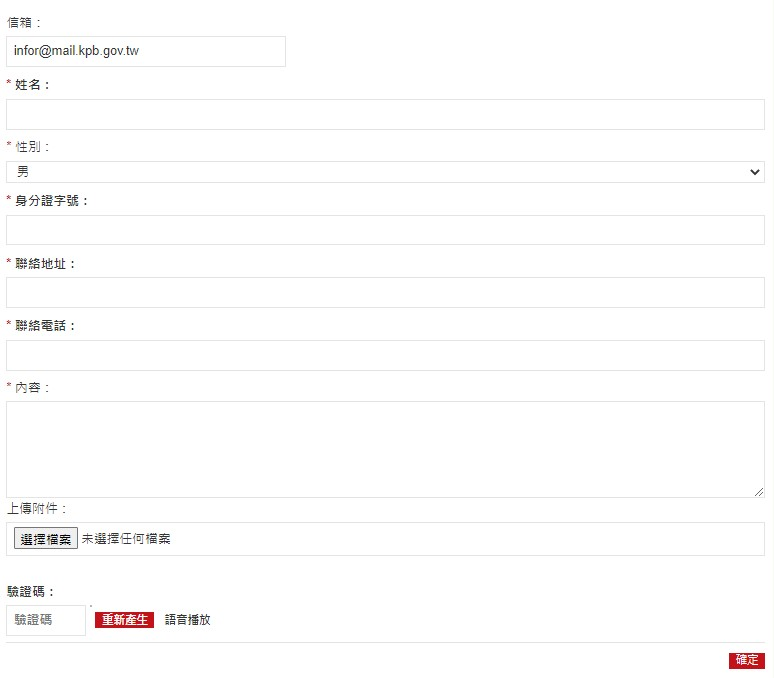 信箱：
infor@mail.kpb.gov.tw
* 姓名：
* 性別：
男
* 身分證字號：
* 聯絡地址：
* 聯絡電話：
* 內容：
上傳附件：
選擇檔案 未選擇任何檔案
驗證碼：
驗證碼 重新產生 語音播放
確定